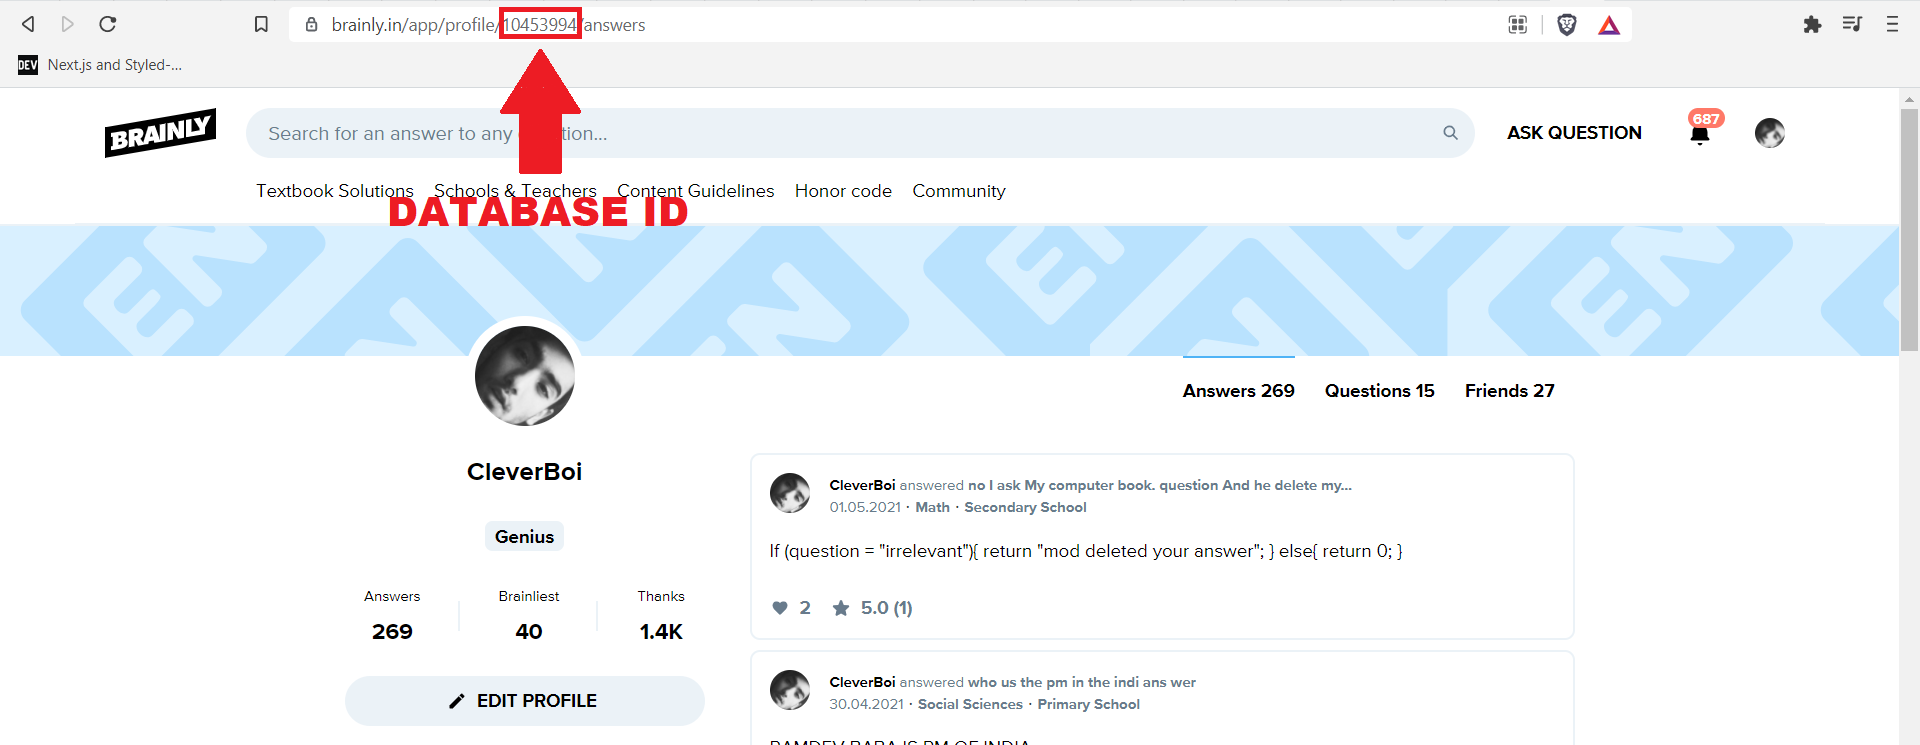 brainly.in/app/profile/10453994/answers
DEV Next.js and Styled-...
BRAINLY
Search for an answer to any tion...
ASK QUESTION
687
Textbook Solutions Schools & Teachers Content Guidelines Honor code Community
DATABASE ID
Answers 269 Questions 15 Friends 27
CleverBoi
Genius
Answers Brainliest Thanks
269 40 1.4K
EDIT PROFILE
CleverBoi answered no I ask My computer book. question And he delete my...
01.05.2021 · Math · Secondary School
If (question = "irrelevant"){ return "mod deleted your answer"; } else{ return 0; }
2 5.0 (1)
CleverBoi answered who us the pm in the indi ans wer
30.04.2021 · Social Sciences · Primary School
RAMDEV BABA IS PM OF INDIA